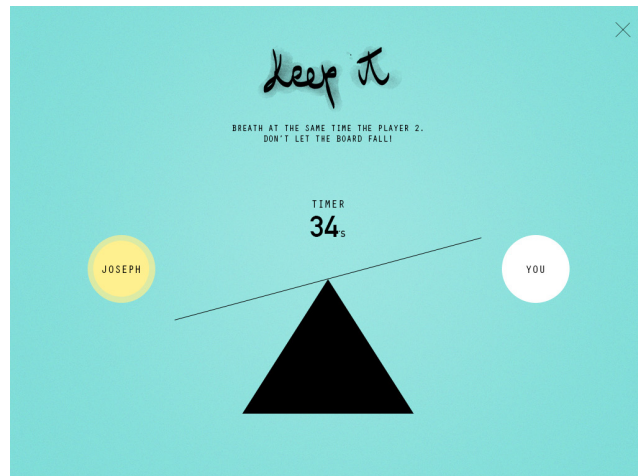 keep it
BREATH AT THE SAME TIME THE PLAYER 2.
DON'T LET THE BOARD FALL!
TIMER
34's
JOSEPH
YOU